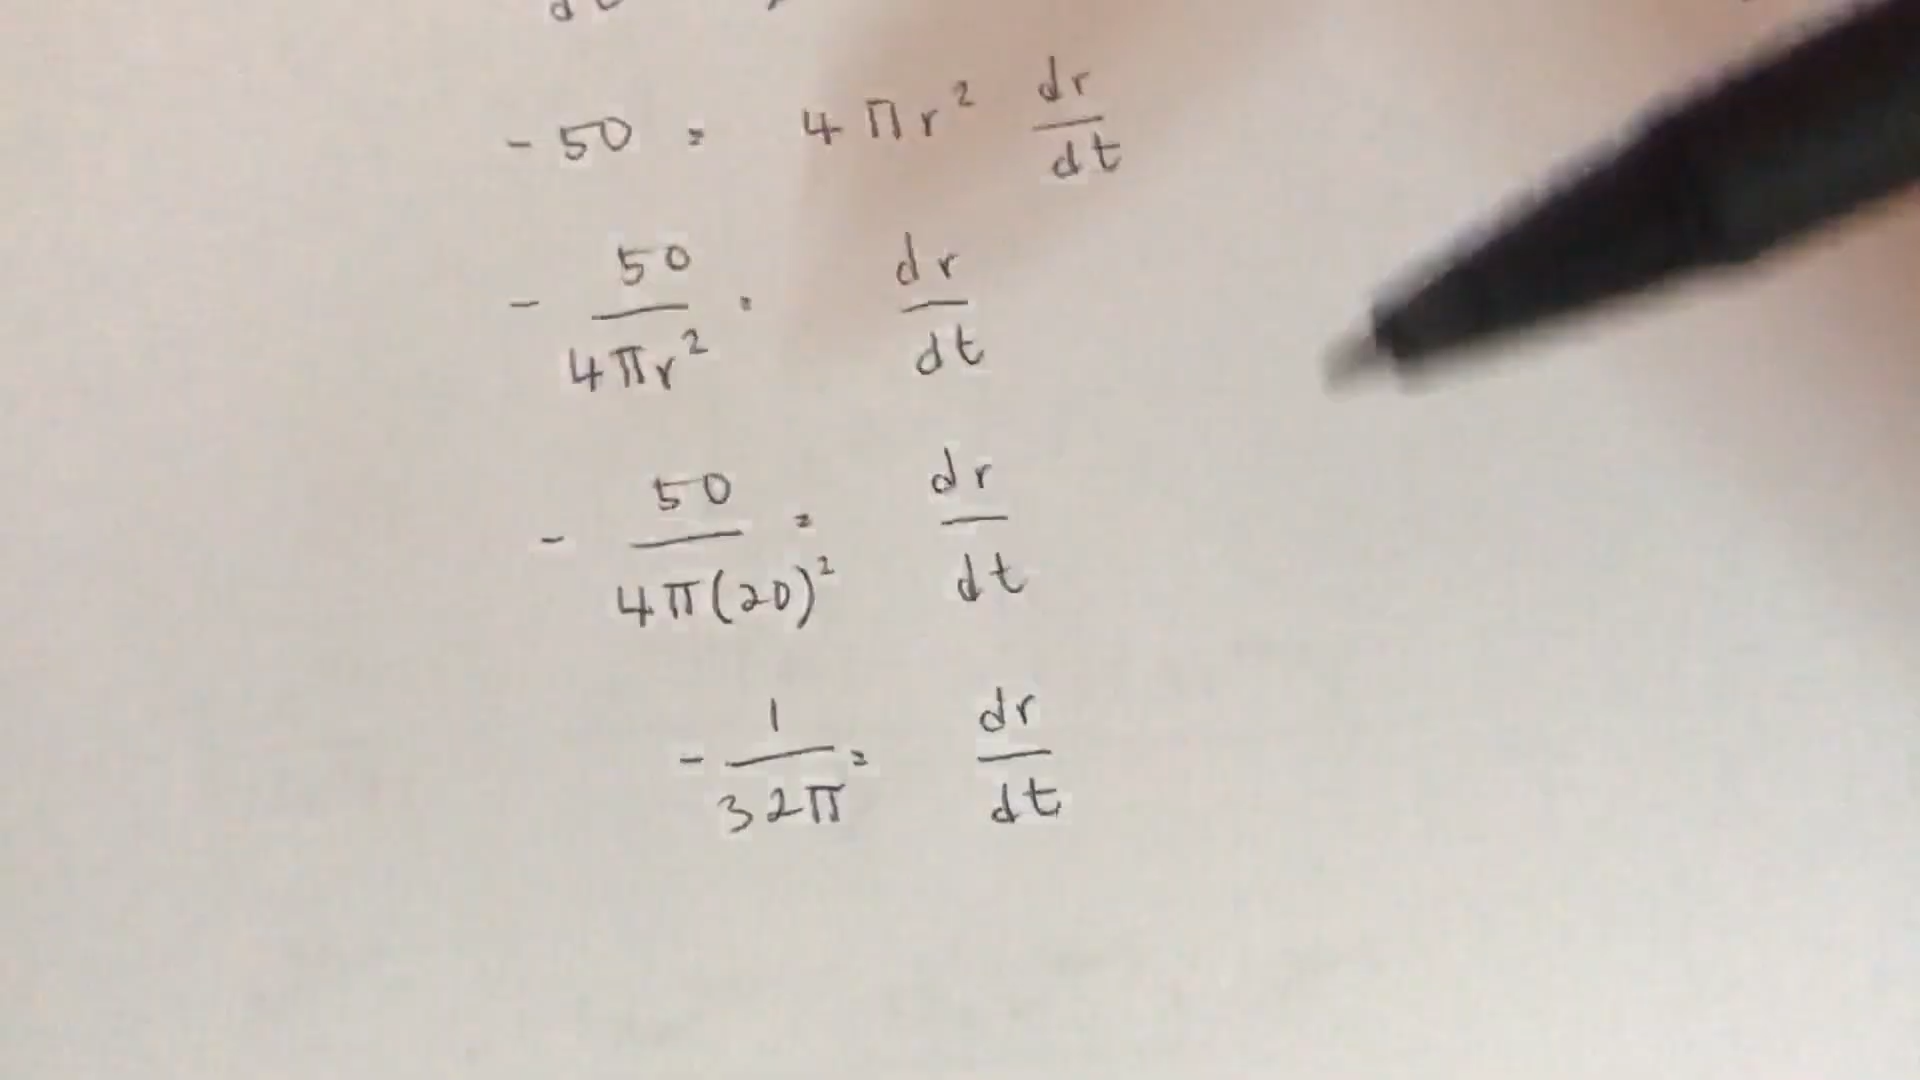 -50 = 4πr² dr/dt
- 50/4πr² = dr/dt
- 50/4π(20)² = dr/dt
- 1/32π = dr/dt